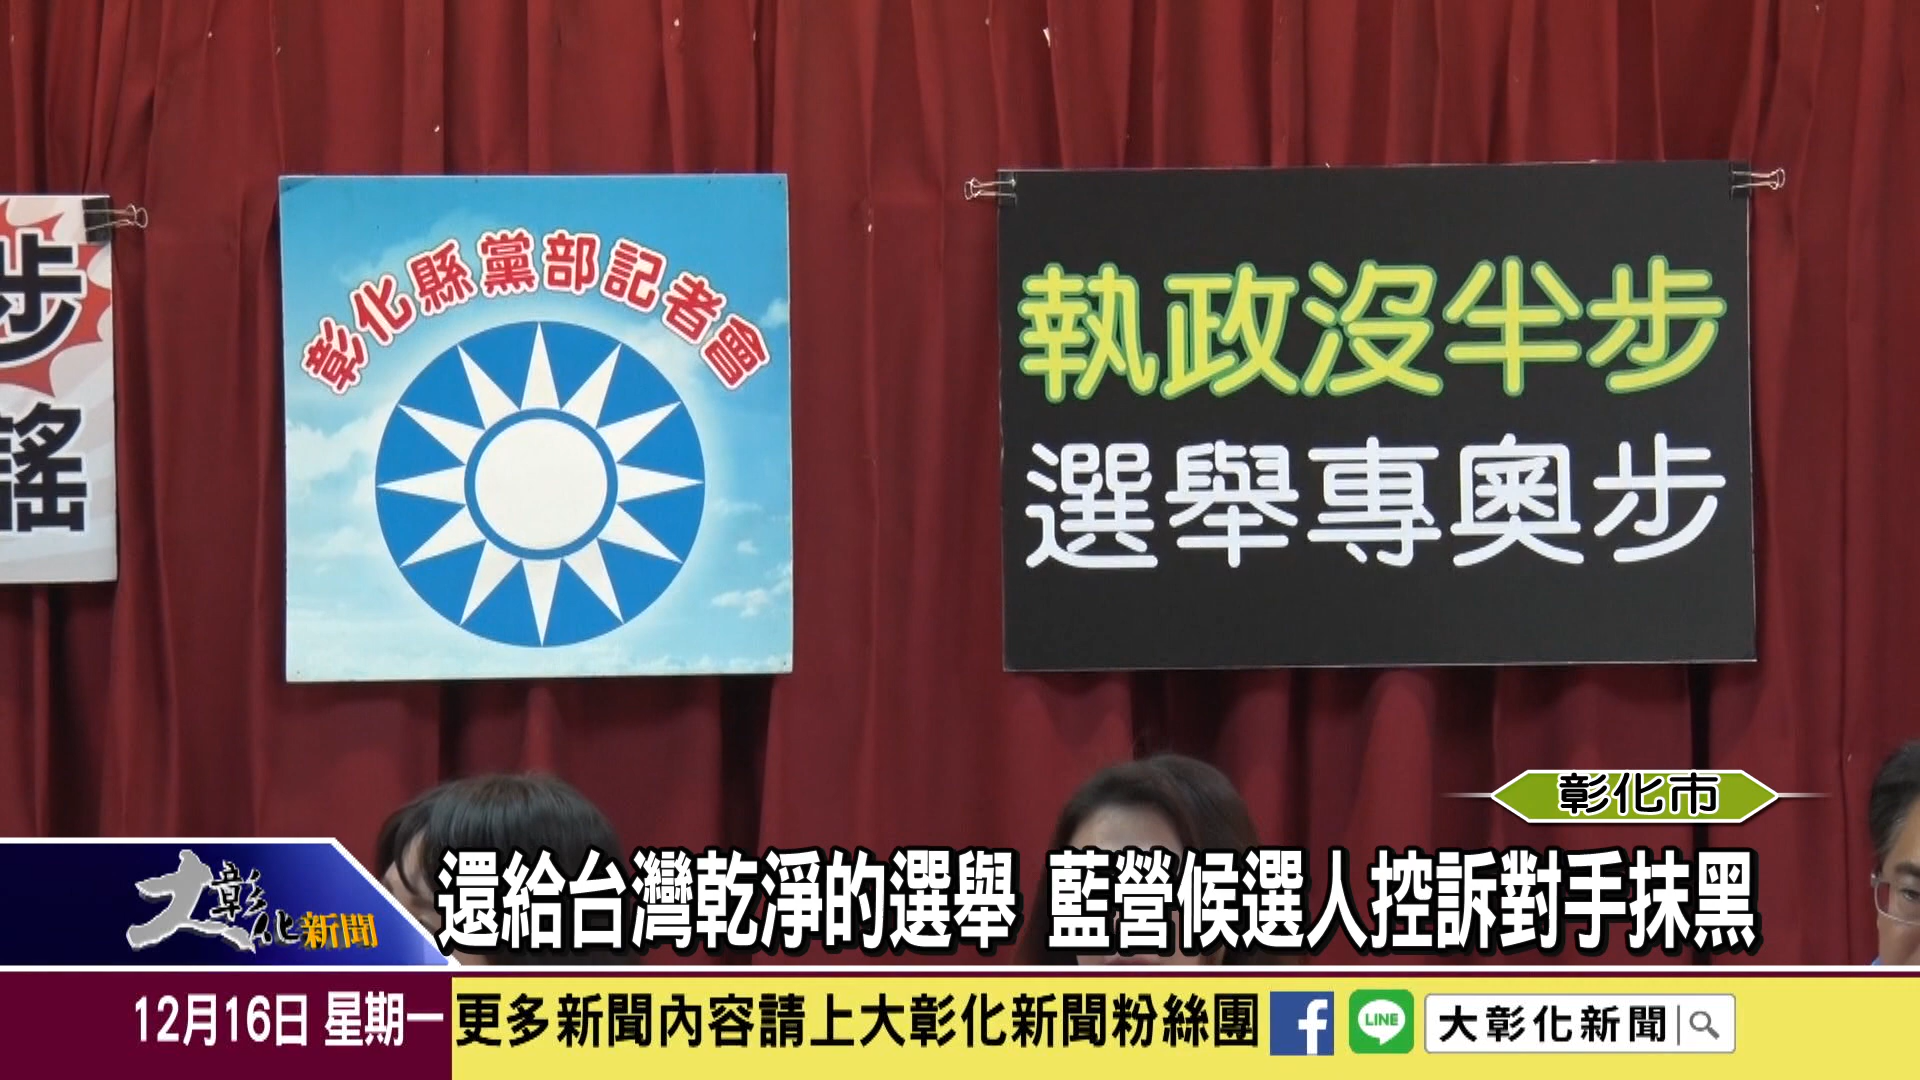 步
謠
彰化縣黨部記者會
執政沒半步
選舉專奧步
彰化市
大彰化新聞
還給台灣乾淨的選舉 藍營候選人控訴對手抹黑
12月16日 星期一
更多新聞內容請上大彰化新聞粉絲團
LINE
大彰化新聞